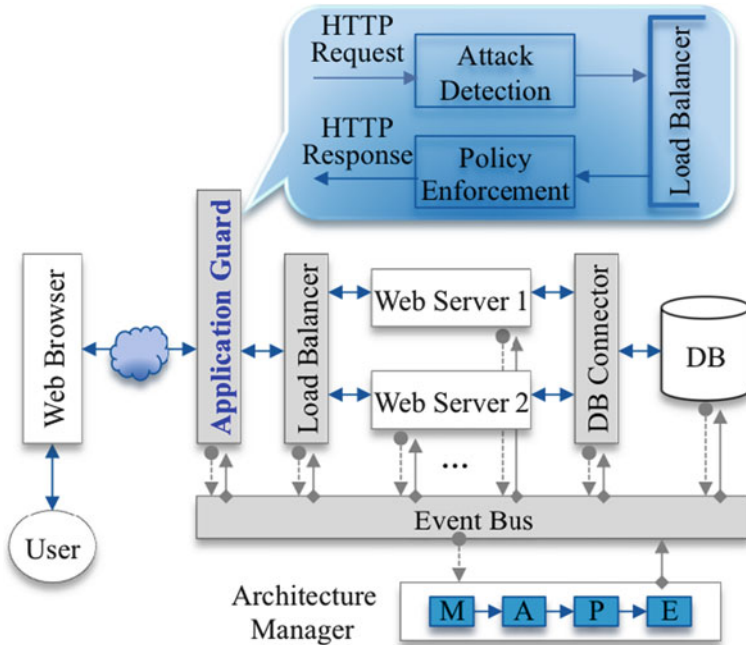 HTTP
Request
Attack
Detection
Load Balancer
HTTP
Response
Policy
Enforcement
Web Browser
Application Guard
Load Balancer
Web Server 1
Web Server 2
...
DB Connector
DB
User
Event Bus
Architecture
Manager
M
A
P
E